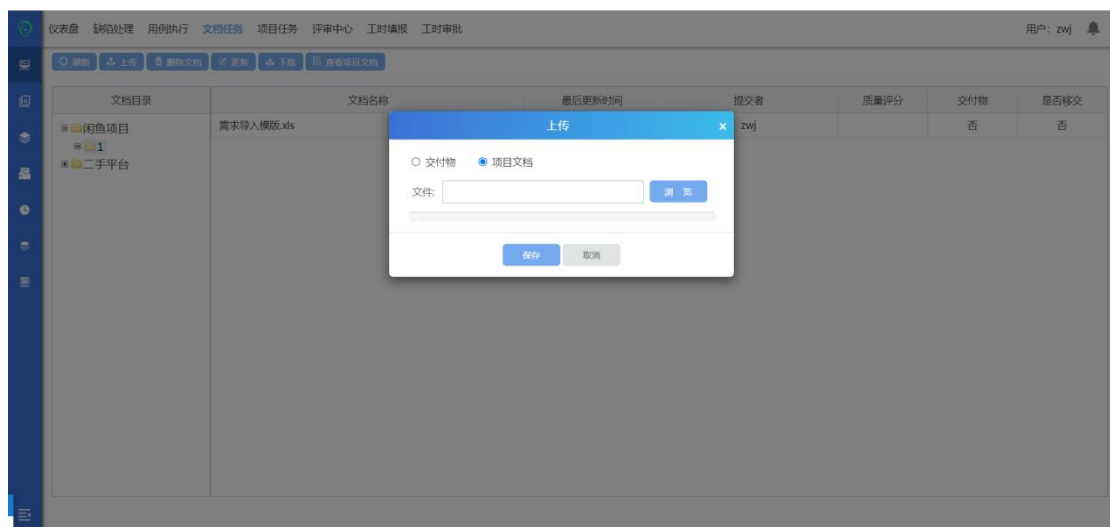 仪表盘 缺陷处理 用例执行 文档任务 项目任务 评审中心 工时填报 工时审批 用户: zwj
刷新 上传 删除文档 更新 下载 查看项目文档
文档目录 文档名称 最后更新时间 提交者 质量评分 交付物 是否移交
闲鱼项目 需求导入模版.xls zwj 否 否
1
二手平台
上传 ×
交付物 项目文档
文件: 浏 览
保存 取消